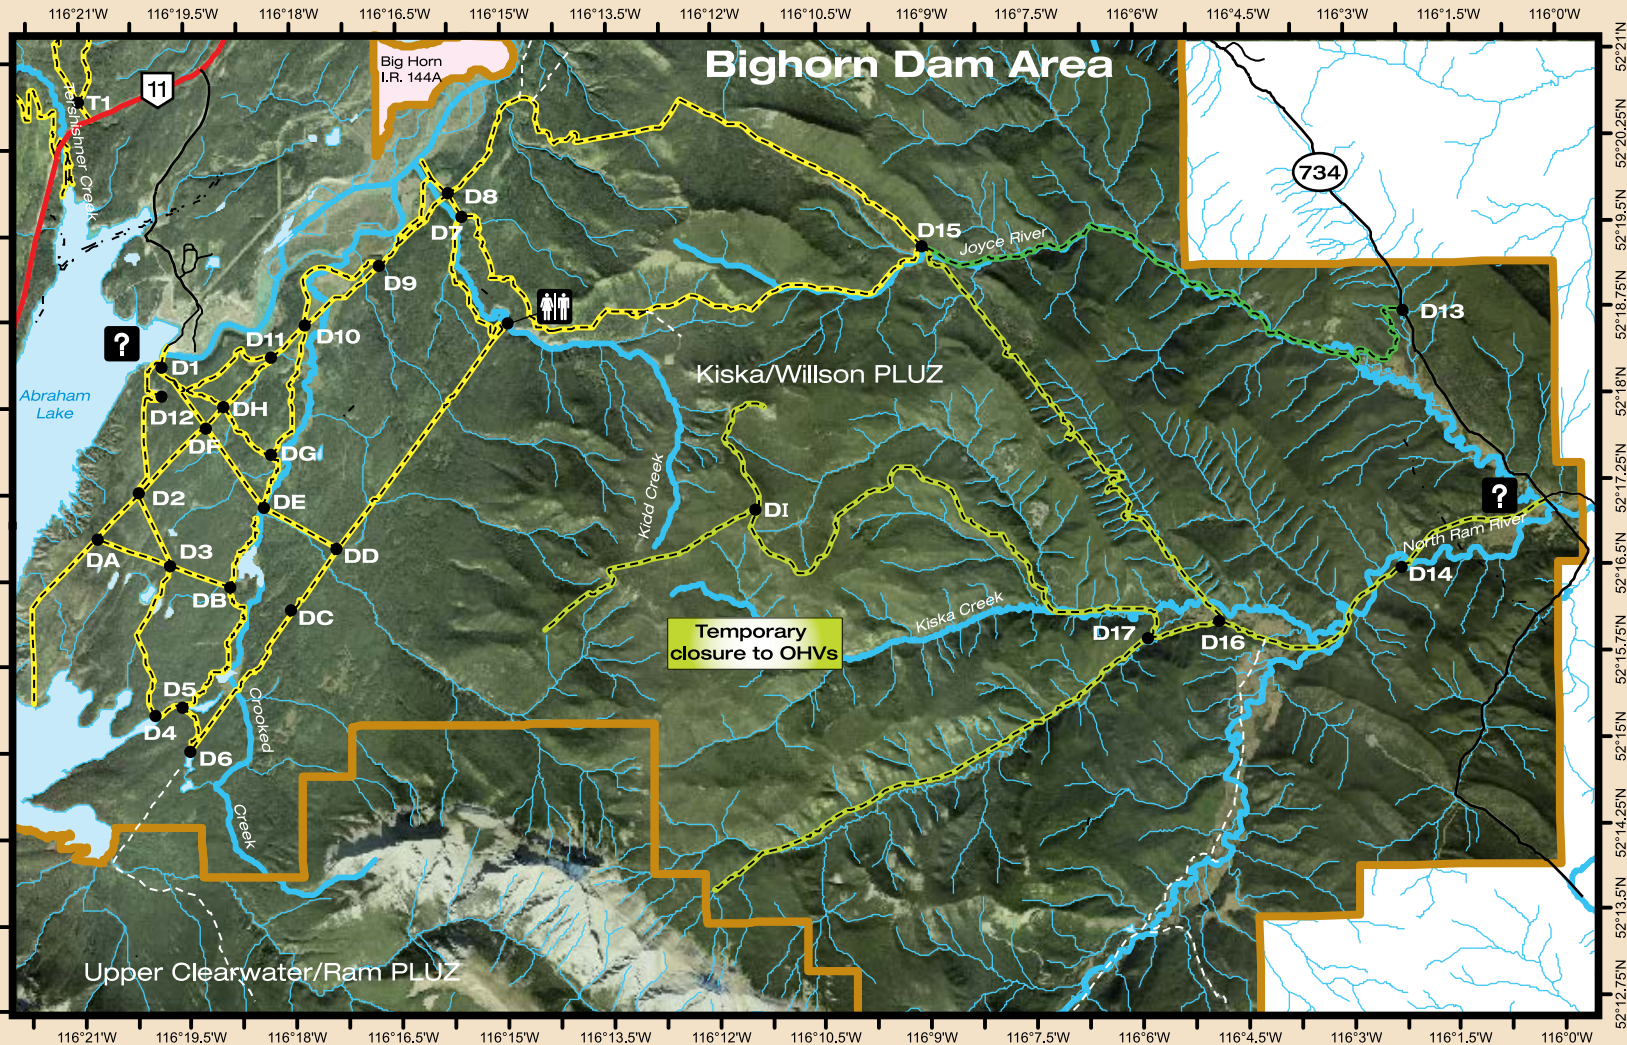 116°21'W 116°19.5'W 116°18'W 116°16.5'W 116°15'W 116°13.5'W 116°12'W 116°10.5'W 116°9'W 116°7.5'W 116°6'W 116°4.5'W 116°3'W 116°1.5'W 116°0'W
52°21'N
52°20.25'N
52°19.5'N
52°18.75'N
52°18'N
52°17.25'N
52°16.5'N
52°15.75'N
52°15'N
52°14.25'N
52°13.5'N
52°12.75'N
Bighorn Dam Area
Big Horn
I.R. 144A
11
T1
Tershishner Creek
734
D8
D7
D15
Joyce River
D9
D13
D10
D11
?
D1
Kiska/Willson PLUZ
Abraham
Lake
D12
DH
DF
DG
Kidd Creek
D2
DE
DI
?
North Ram River
DA
D3
DD
D14
DB
DC
Kiska Creek
Temporary
closure to OHVs
D17
D16
D5
D4
D6
Crooked
Creek
Upper Clearwater/Ram PLUZ
116°21'W 116°19.5'W 116°18'W 116°16.5'W 116°15'W 116°13.5'W 116°12'W 116°10.5'W 116°9'W 116°7.5'W 116°6'W 116°4.5'W 116°3'W 116°1.5'W 116°0'W